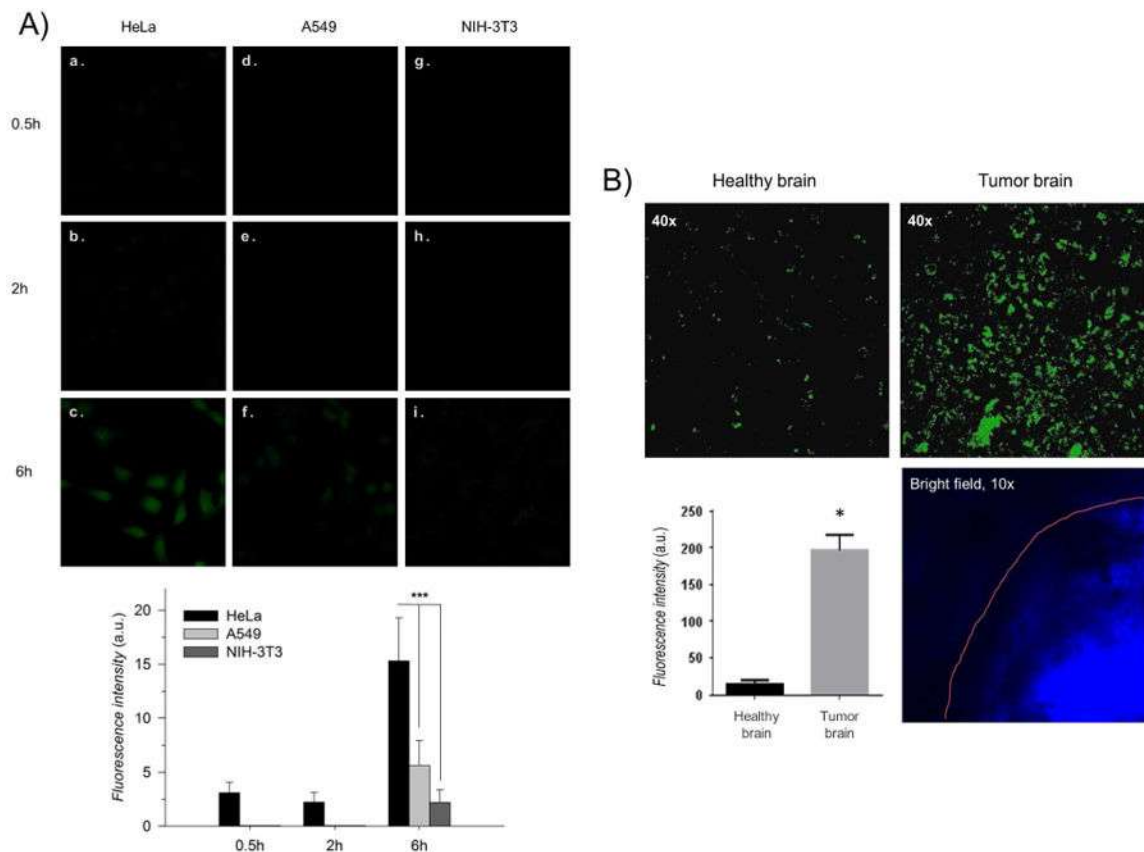 A)
HeLa A549 NIH-3T3
0.5h
a. d. g.
2h
b. e. h.
6h
c. f. i.
Fluorescence intensity (a.u.)
20
15
10
5
0
HeLa
A549
NIH-3T3
***
0.5h 2h 6h
B)
Healthy brain Tumor brain
40x 40x
Fluorescence intensity (a.u.)
250
200
150
100
50
0
*
Healthy Tumor
brain brain
Bright field, 10x